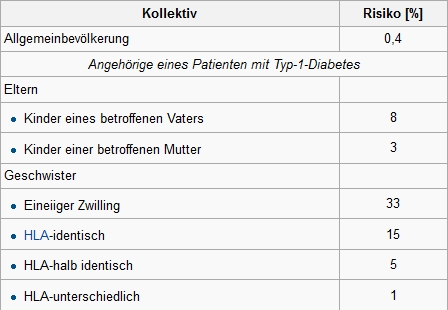 Kollektiv Risiko [%]
Allgemeinbevölkerung 0,4
Angehörige eines Patienten mit Typ-1-Diabetes
Eltern
• Kinder eines betroffenen Vaters 8
• Kinder einer betroffenen Mutter 3
Geschwister
• Eineiiger Zwilling 33
• HLA-identisch 15
• HLA-halb identisch 5
• HLA-unterschiedlich 1